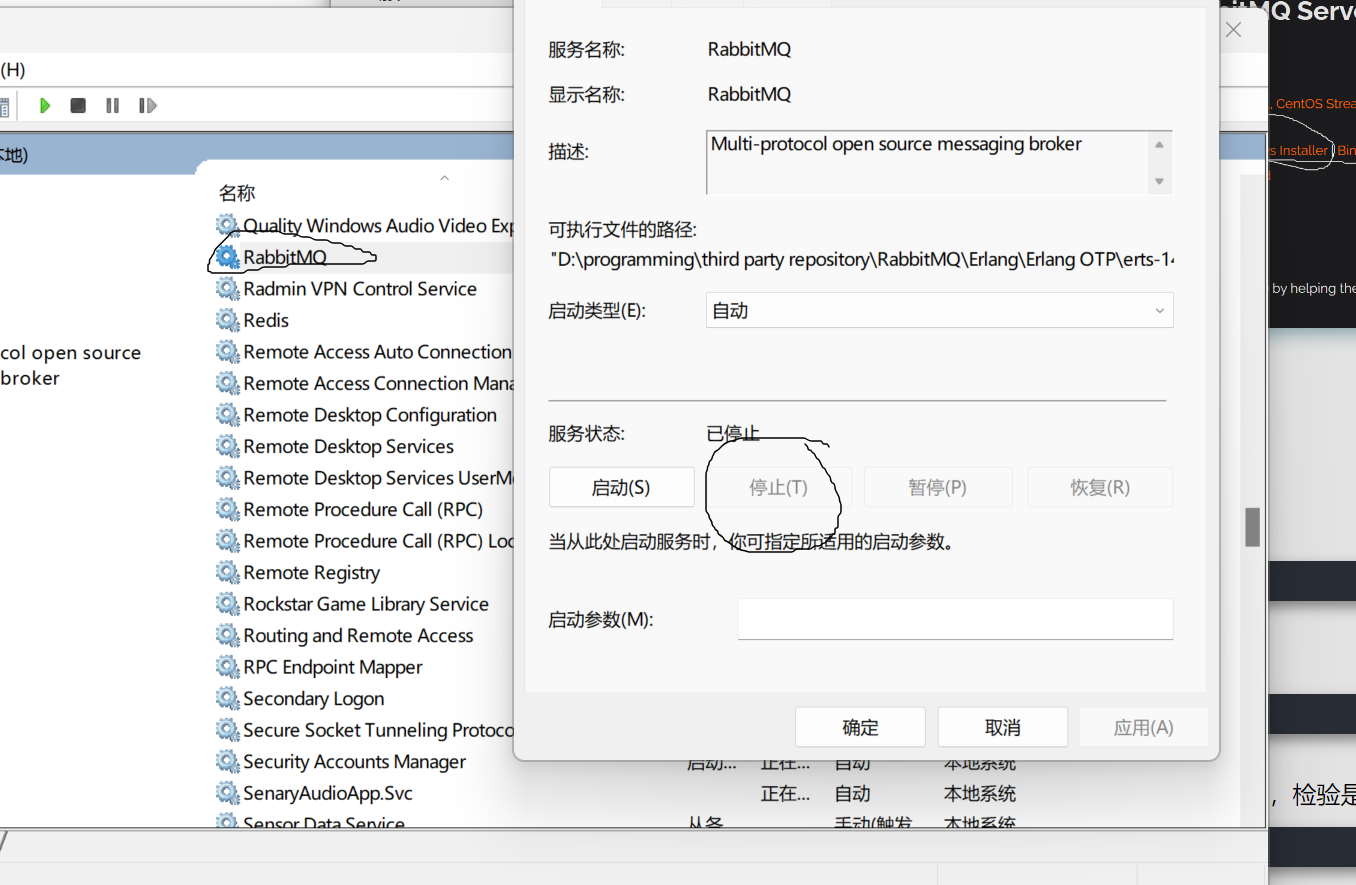 bitMQ Serve
(H)
服务名称:
RabbitMQ
显示名称:
RabbitMQ
, CentOS Strea
描述:
Multi-protocol open source messaging broker
s Installer
Bin
本地)
名称
Quality Windows Audio Video Exp
RabbitMQ
Radmin VPN Control Service
Redis
Remote Access Auto Connection
Remote Access Connection Mana
Remote Desktop Configuration
Remote Desktop Services
Remote Desktop Services UserMo
Remote Procedure Call (RPC)
Remote Procedure Call (RPC) Loc
Remote Registry
Rockstar Game Library Service
Routing and Remote Access
RPC Endpoint Mapper
Secondary Logon
Secure Socket Tunneling Protoco
Security Accounts Manager
SenaryAudioApp.Svc
Sensor Data Service
col open source
broker
可执行文件的路径:
"D:\programming\third party repository\RabbitMQ\Erlang\Erlang OTP\erts-14
by helping the
启动类型(E):
自动
服务状态:
已停止
启动(S)
停止(T)
暂停(P)
恢复(R)
当从此处启动服务时，你可指定所适用的启动参数。
启动参数(M):
确定
取消
应用(A)
启动... 正在... 自动 本地系统
正在... 自动 本地系统
手动(触发 本地系统
，检验是